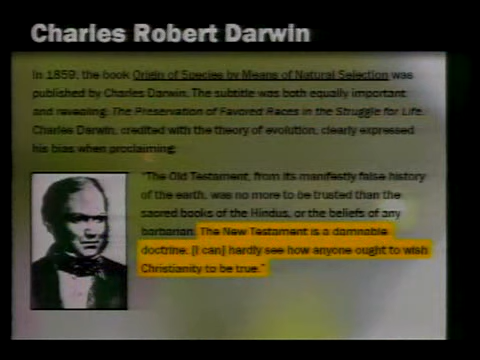 Charles Robert Darwin
In 1859, the book Origin of Species by Means of Natural Selection was
published by Charles Darwin. The subtitle was both equally important
and revealing: The Preservation of Favored Races in the Struggle for Life.
Charles Darwin, credited with the theory of evolution, clearly expressed
his bias when proclaiming:
"The Old Testament, from its manifestly false history
of the earth, was no more to be trusted than the
sacred books of the Hindus, or the beliefs of any
barbarian. The New Testament is a damnable
doctrine. [I can] hardly see how anyone ought to wish
Christianity to be true."